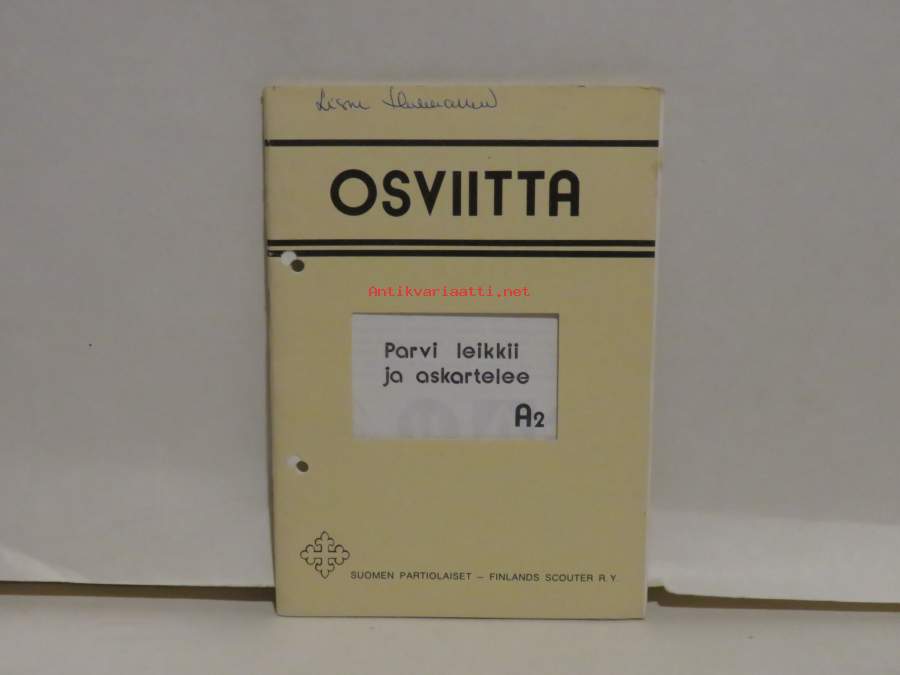 OSVIITTA
Antikvariaatti.net
Parvi leikkii
ja askartelee
A2
SUOMEN PARTIOLAISET – FINLANDS SCOUTER R.Y.